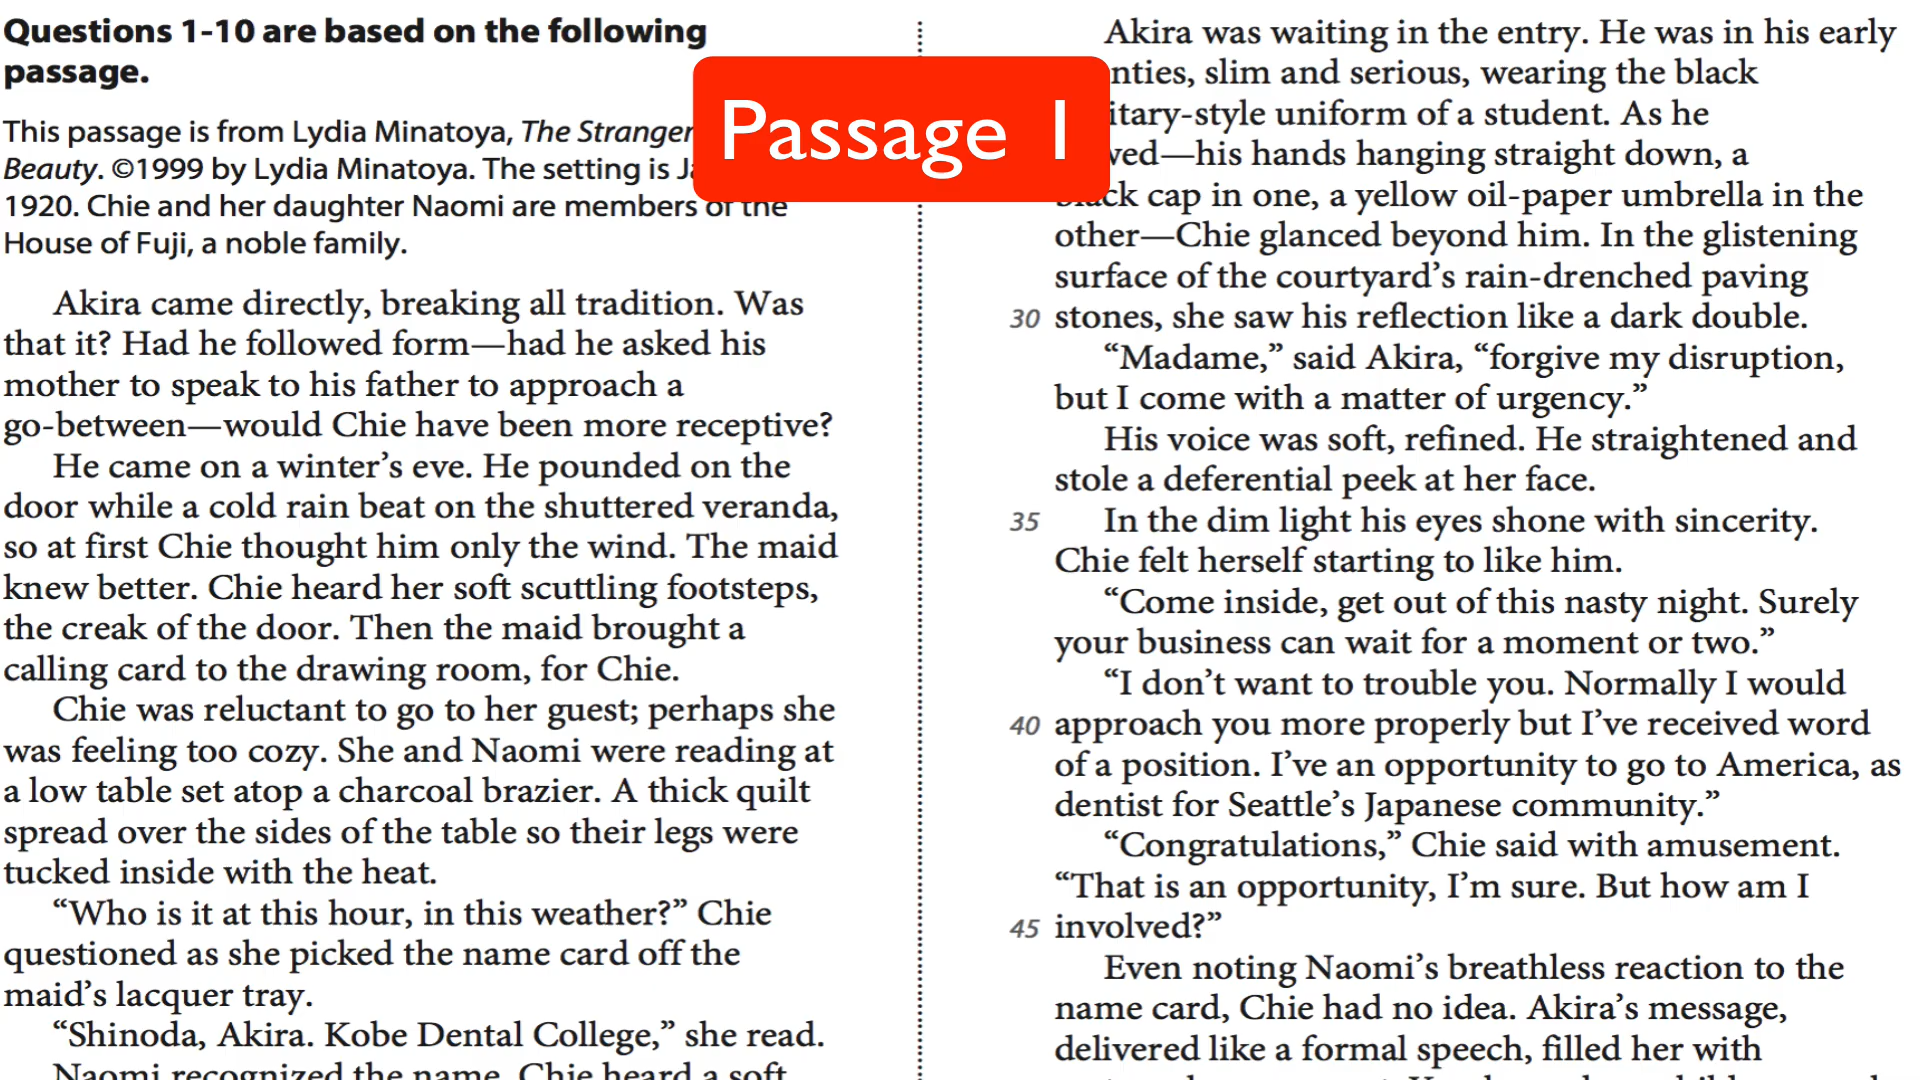 Questions 1-10 are based on the following
passage.
This passage is from Lydia Minatoya, The Stranger
Beauty. ©1999 by Lydia Minatoya. The setting is
1920. Chie and her daughter Naomi are members of the
House of Fuji, a noble family.
Akira came directly, breaking all tradition. Was
that it? Had he followed form—had he asked his
mother to speak to his father to approach a
go-between—would Chie have been more receptive?
He came on a winter’s eve. He pounded on the
door while a cold rain beat on the shuttered veranda,
so at first Chie thought him only the wind. The maid
knew better. Chie heard her soft scuttling footsteps,
the creak of the door. Then the maid brought a
calling card to the drawing room, for Chie.
Chie was reluctant to go to her guest; perhaps she
was feeling too cozy. She and Naomi were reading at
a low table set atop a charcoal brazier. A thick quilt
spread over the sides of the table so their legs were
tucked inside with the heat.
“Who is it at this hour, in this weather?” Chie
questioned as she picked the name card off the
maid’s lacquer tray.
“Shinoda, Akira. Kobe Dental College,” she read.
Naomi recognized the name. Chie heard a soft
Passage 1
Akira was waiting in the entry. He was in his early
slim and serious, wearing the black
uniform of a student. As he
his hands hanging straight down, a
cap in one, a yellow oil-paper umbrella in the
other—Chie glanced beyond him. In the glistening
surface of the courtyard’s rain-drenched paving
30 stones, she saw his reflection like a dark double.
“Madame,” said Akira, “forgive my disruption,
but I come with a matter of urgency.”
His voice was soft, refined. He straightened and
stole a deferential peek at her face.
35 In the dim light his eyes shone with sincerity.
Chie felt herself starting to like him.
“Come inside, get out of this nasty night. Surely
your business can wait for a moment or two.”
“I don’t want to trouble you. Normally I would
40 approach you more properly but I’ve received word
of a position. I’ve an opportunity to go to America, as
dentist for Seattle’s Japanese community.”
“Congratulations,” Chie said with amusement.
“That is an opportunity, I’m sure. But how am I
45 involved?”
Even noting Naomi’s breathless reaction to the
name card, Chie had no idea. Akira’s message,
delivered like a formal speech, filled her with